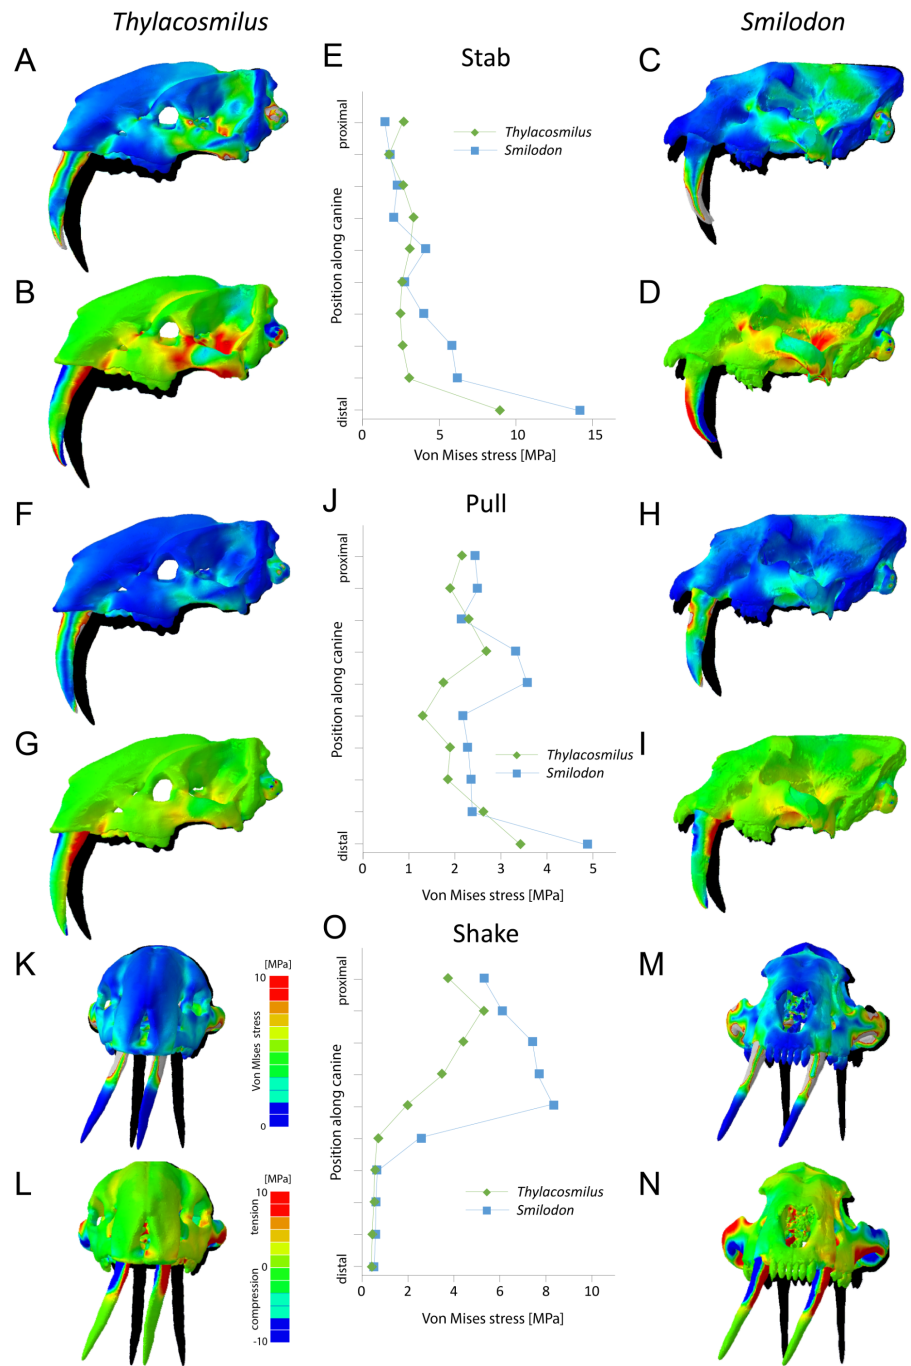 Thylacosmilus
Smilodon
A
E
Stab
C
proximal
Position along canine
distal
Thylacosmilus
Smilodon
0
5
10
15
Von Mises stress [MPa]
B
D
F
J
Pull
H
proximal
Position along canine
distal
Thylacosmilus
Smilodon
0
1
2
3
4
5
Von Mises stress [MPa]
G
I
K
O
Shake
M
[MPa]
10
Von Mises stress
0
proximal
Position along canine
distal
Thylacosmilus
Smilodon
0
2
4
6
8
10
Von Mises stress [MPa]
L
[MPa]
10
tension
0
compression
-10
N